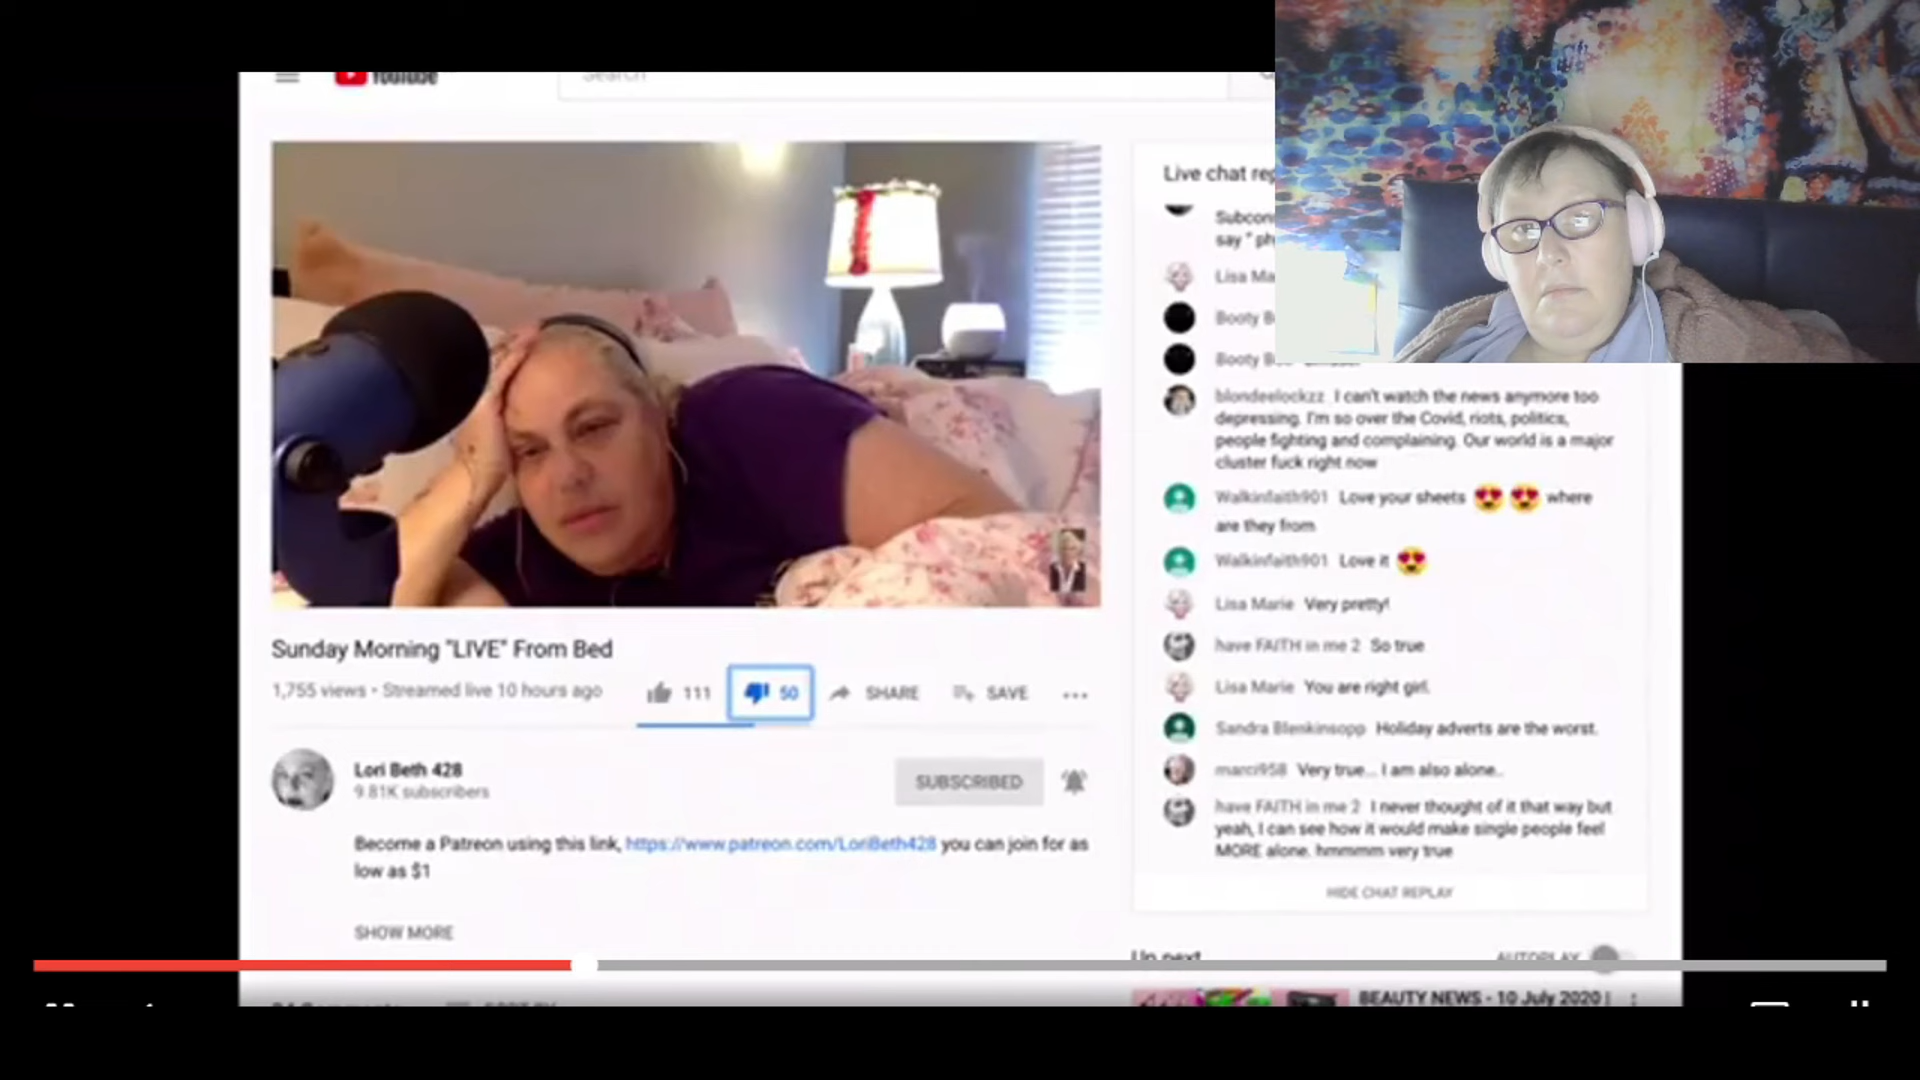 YouTube
Search
Live chat rep
Subcon
say " ph
Lisa Ma
Booty B
Booty Bo
blondeelockzz I can't watch the news anymore too
depressing. I'm so over the Covid, riots, politics,
people fighting and complaining. Our world is a major
cluster fuck right now
Walkinfaith901 Love your sheets 😍 😍 where
are they from
Walkinfaith901 Love it 😍
Lisa Marie Very pretty!
have FAITH in me 2 So true
Lisa Marie You are right girl.
Sandra Blenkinsopp Holiday adverts are the worst.
marci958 Very true... I am also alone..
have FAITH in me 2 I never thought of it that way but
yeah, I can see how it would make single people feel
MORE alone. hmmmm very true
HIDE CHAT REPLAY
Sunday Morning "LIVE" From Bed
1,755 views • Streamed live 10 hours ago
111
50
SHARE
SAVE
Lori Beth 428
9.81K subscribers
SUBSCRIBED
Become a Patreon using this link, https://www.patreon.com/LoriBeth428 you can join for as
low as $1
SHOW MORE
Up next
AUTOPLAY
BEAUTY NEWS - 10 July 2020 |